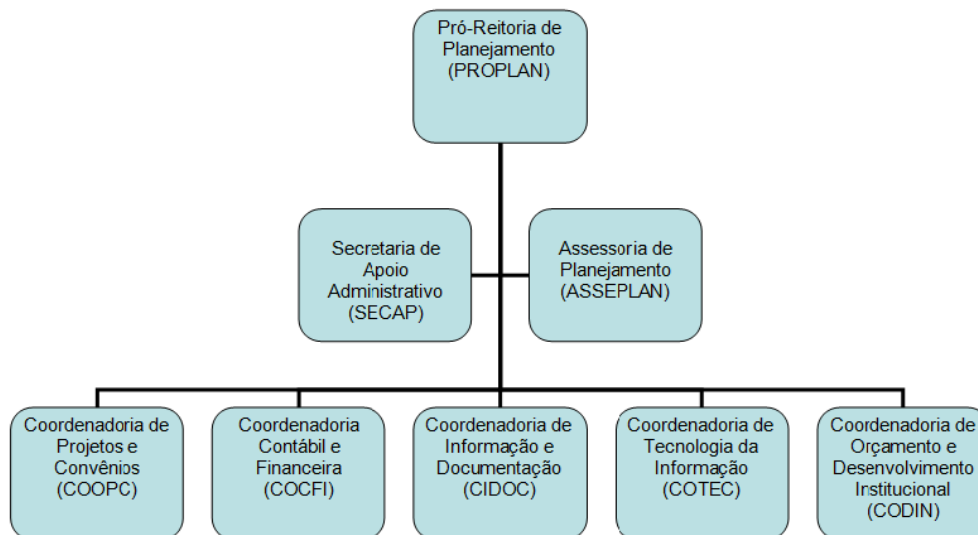 Pró-Reitoria de
Planejamento
(PROPLAN)
Secretaria de
Apoio
Administrativo
(SECAP)
Assessoria de
Planejamento
(ASSEPLAN)
Coordenadoria de
Projetos e
Convênios
(COOPC)
Coordenadoria
Contábil e
Financeira
(COCFI)
Coordenadoria de
Informação e
Documentação
(CIDOC)
Coordenadoria de
Tecnologia da
Informação
(COTEC)
Coordenadoria de
Orçamento e
Desenvolvimento
Institucional
(CODIN)